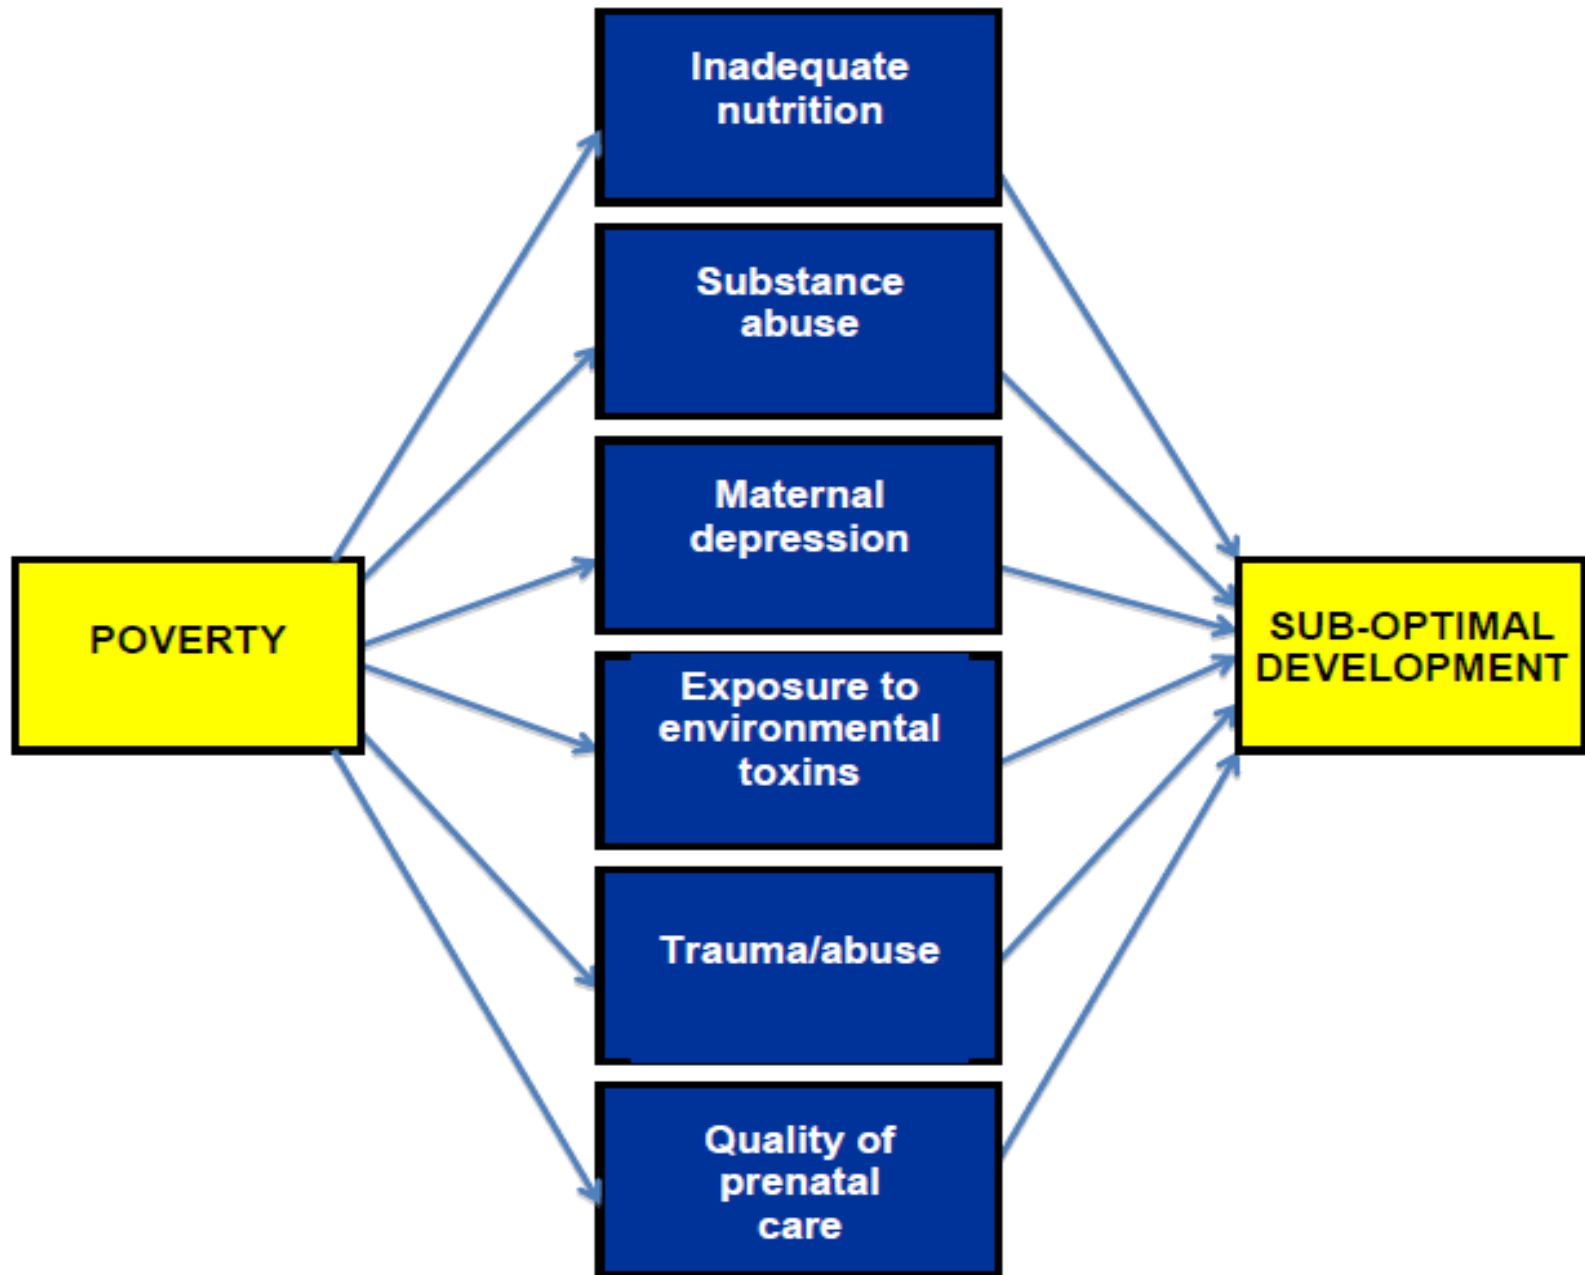 Inadequate
nutrition
Substance
abuse
Maternal
depression
POVERTY
SUB-OPTIMAL
DEVELOPMENT
Exposure to
environmental
toxins
Trauma/abuse
Quality of
prenatal
care